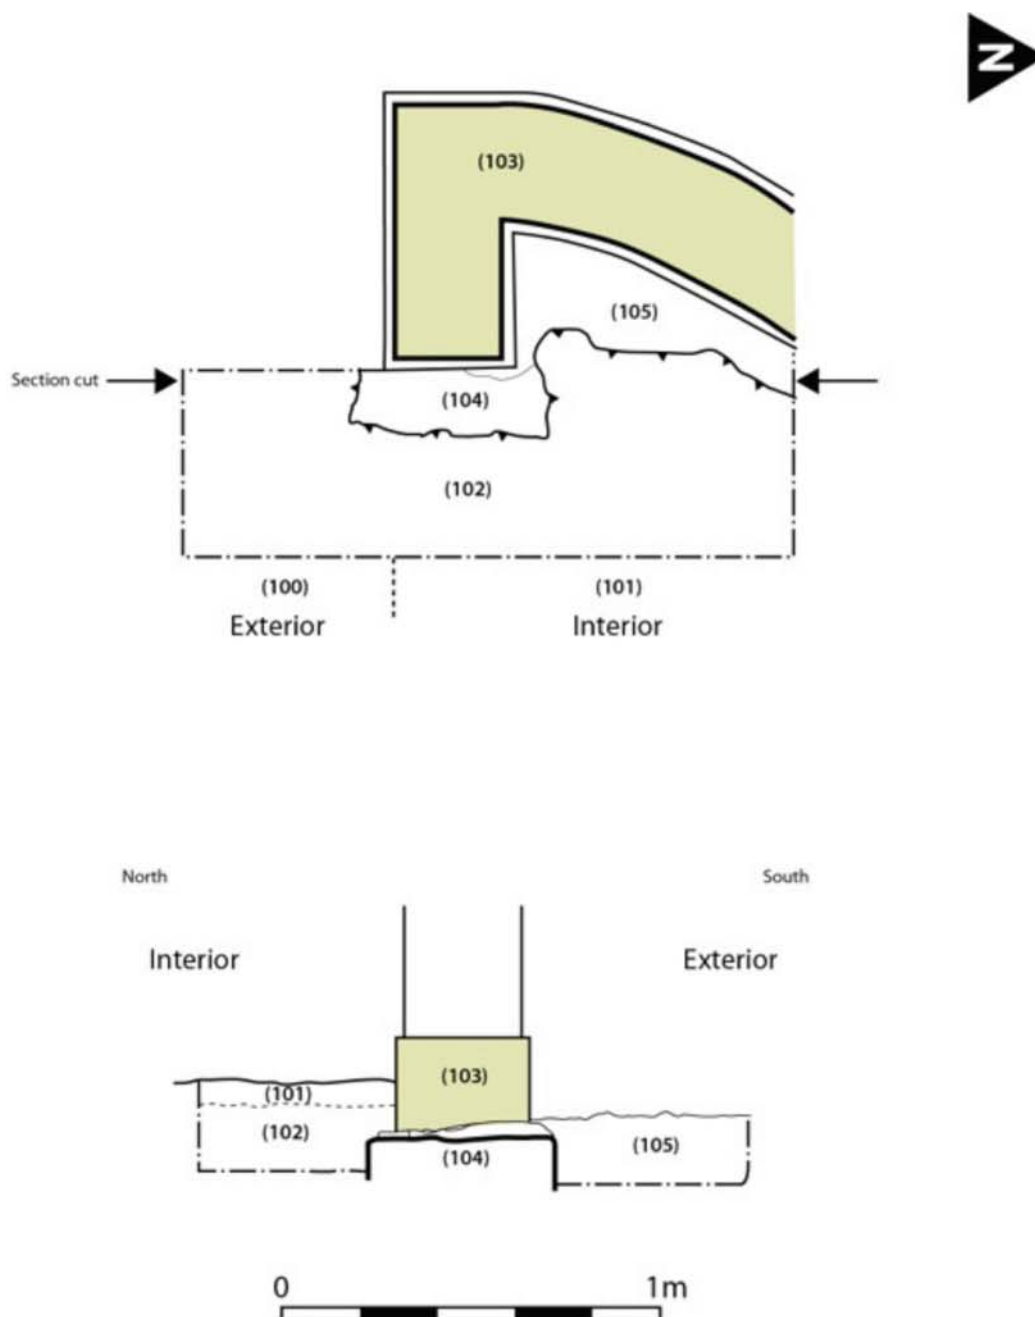 N
(103)
(105)
Section cut
(104)
(102)
(100) (101)
Exterior Interior
North South
Interior Exterior
(103)
(101)
(102)
(105)
(104)
0 1m